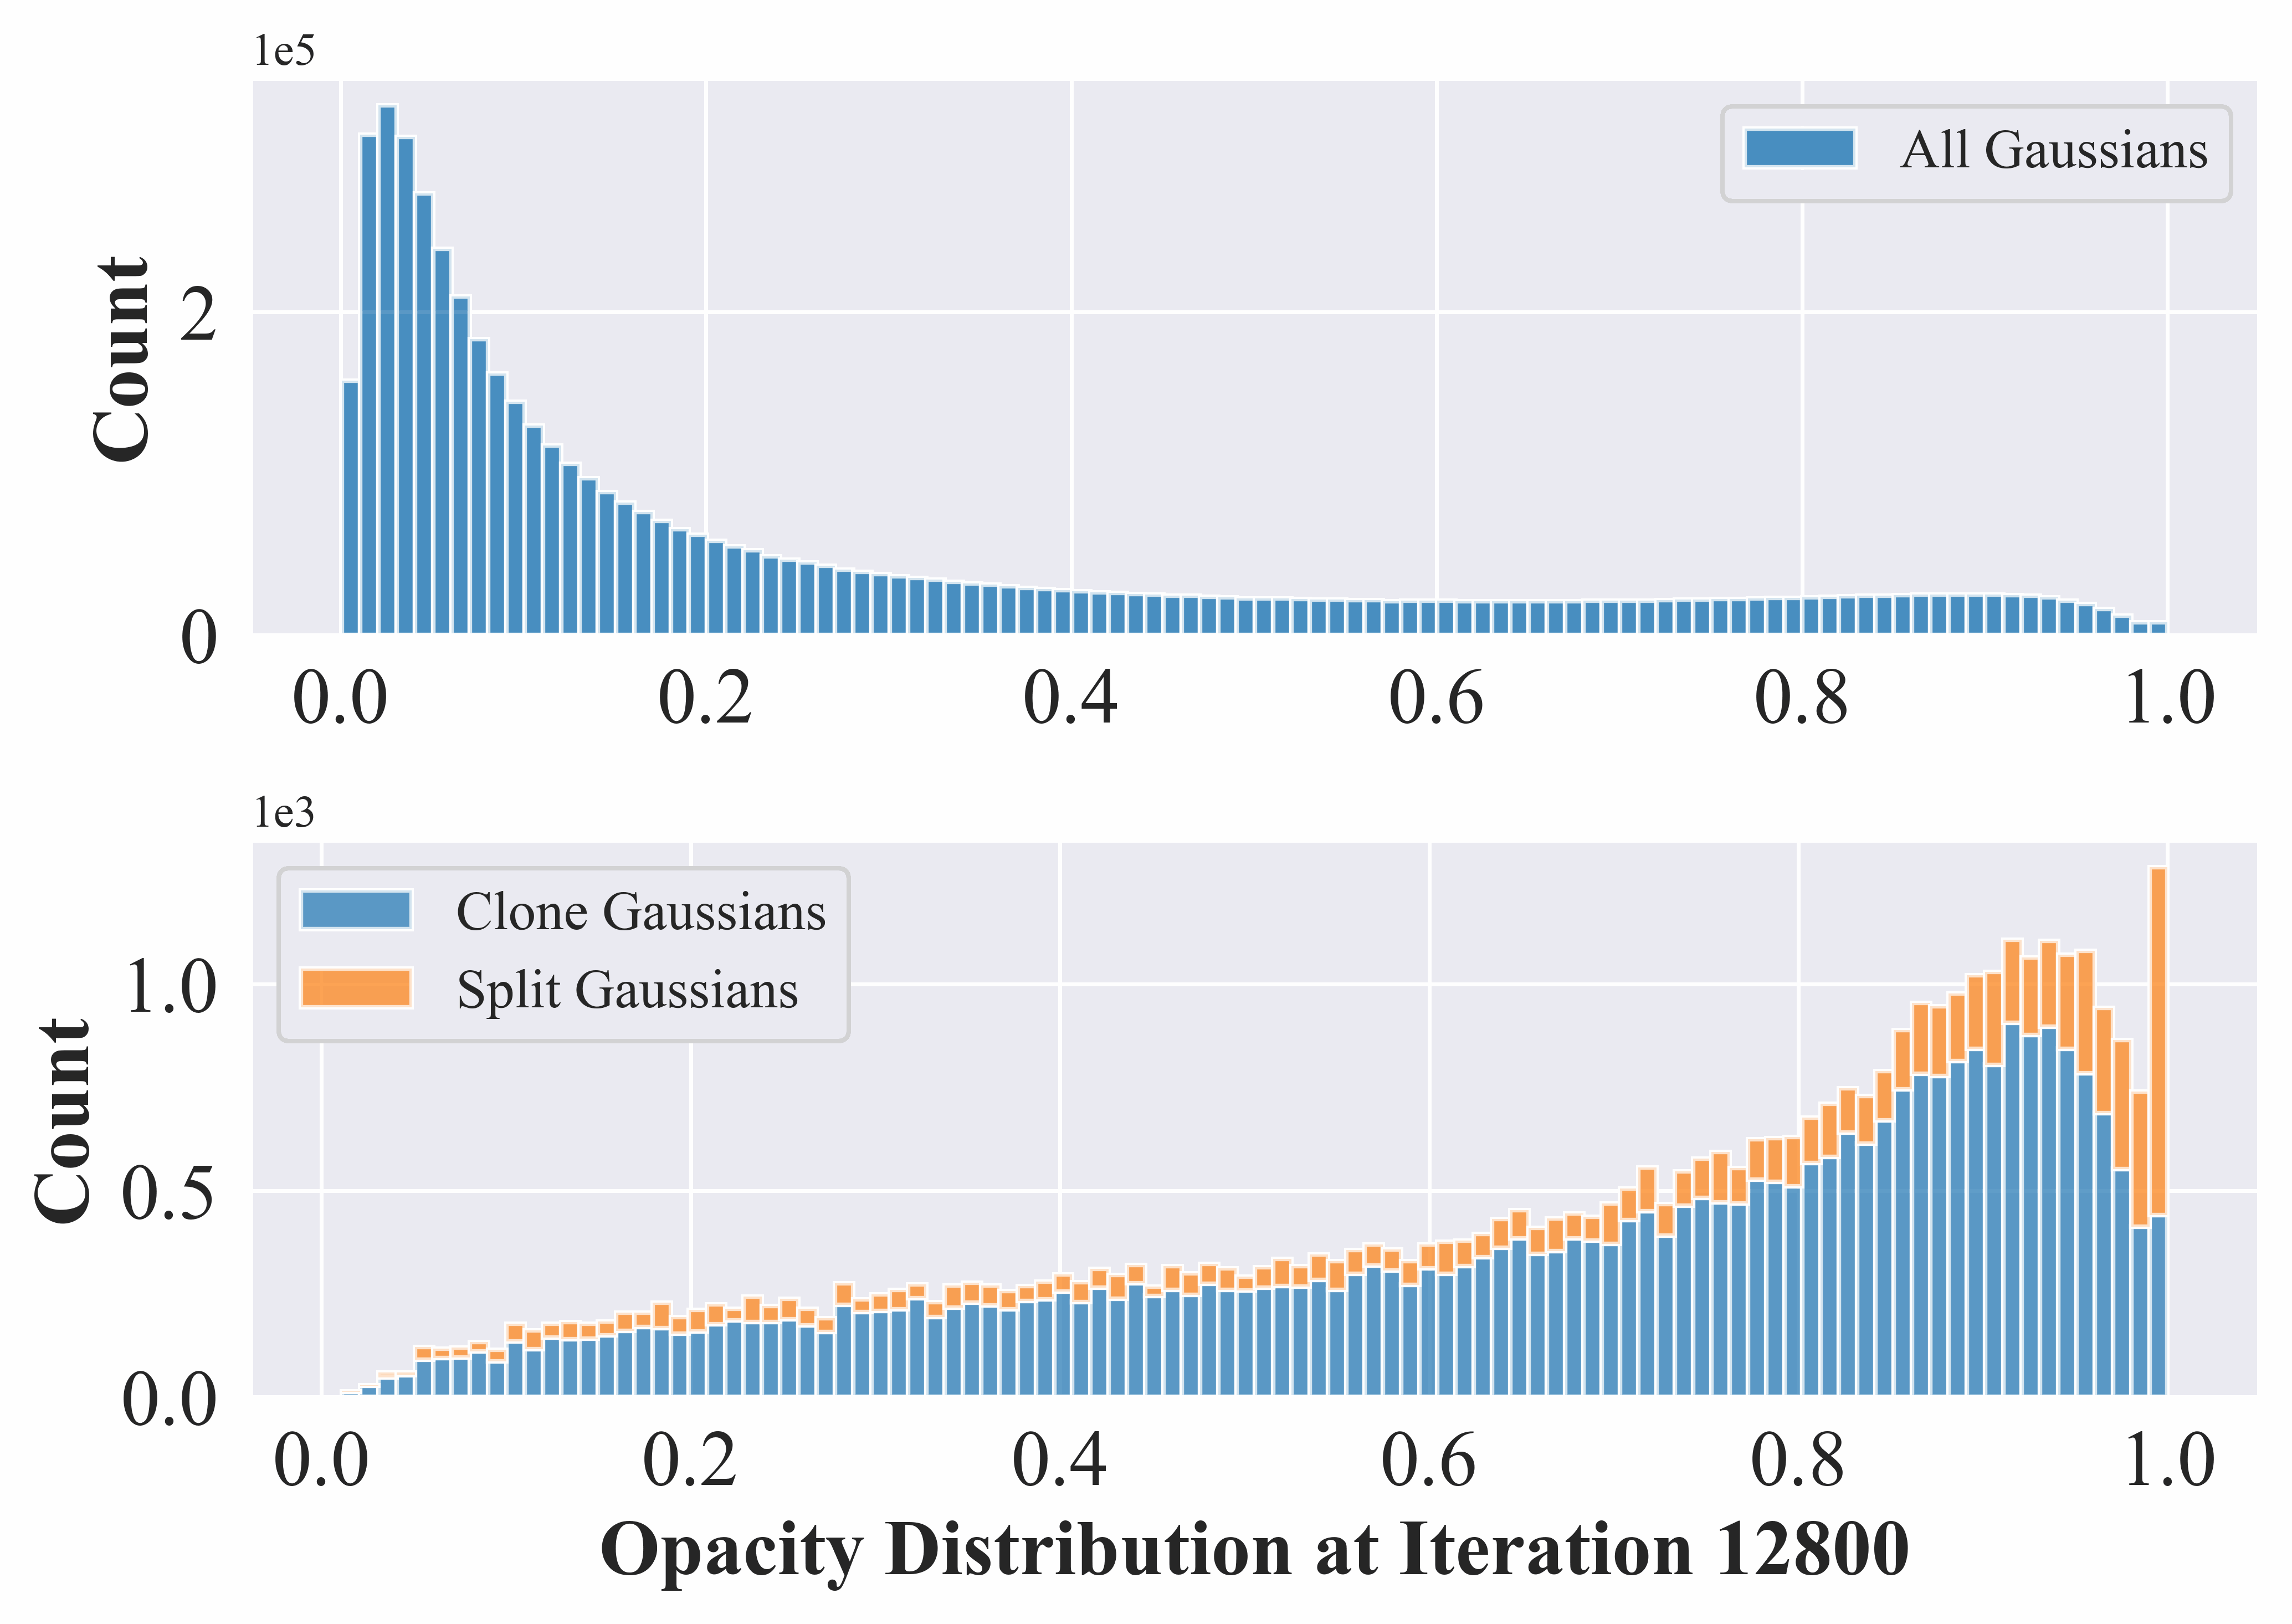 1e5
All Gaussians
Count
2
0
0.0 0.2 0.4 0.6 0.8 1.0
1e3
Clone Gaussians
Split Gaussians
Count
1.0
0.5
0.0
0.0 0.2 0.4 0.6 0.8 1.0
Opacity Distribution at Iteration 12800